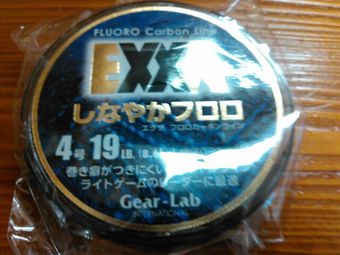 FLUORO Carbon Line
しなやかフロロ
エクサ フロロカーボンライン
4号 19LB.
巻き癖がつきにくい
ライトゲームのリーダーに最適
Gear-Lab
INTERNATIONAL